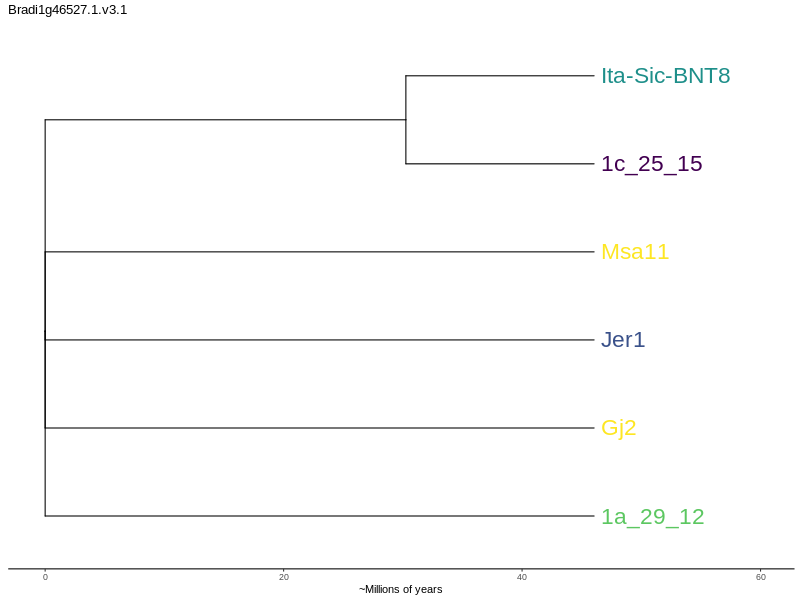 Bradi1g46527.1.v3.1
Ita-Sic-BNT8
1c_25_15
Msa11
Jer1
Gj2
1a_29_12
0 20 40 60
~Millions of years